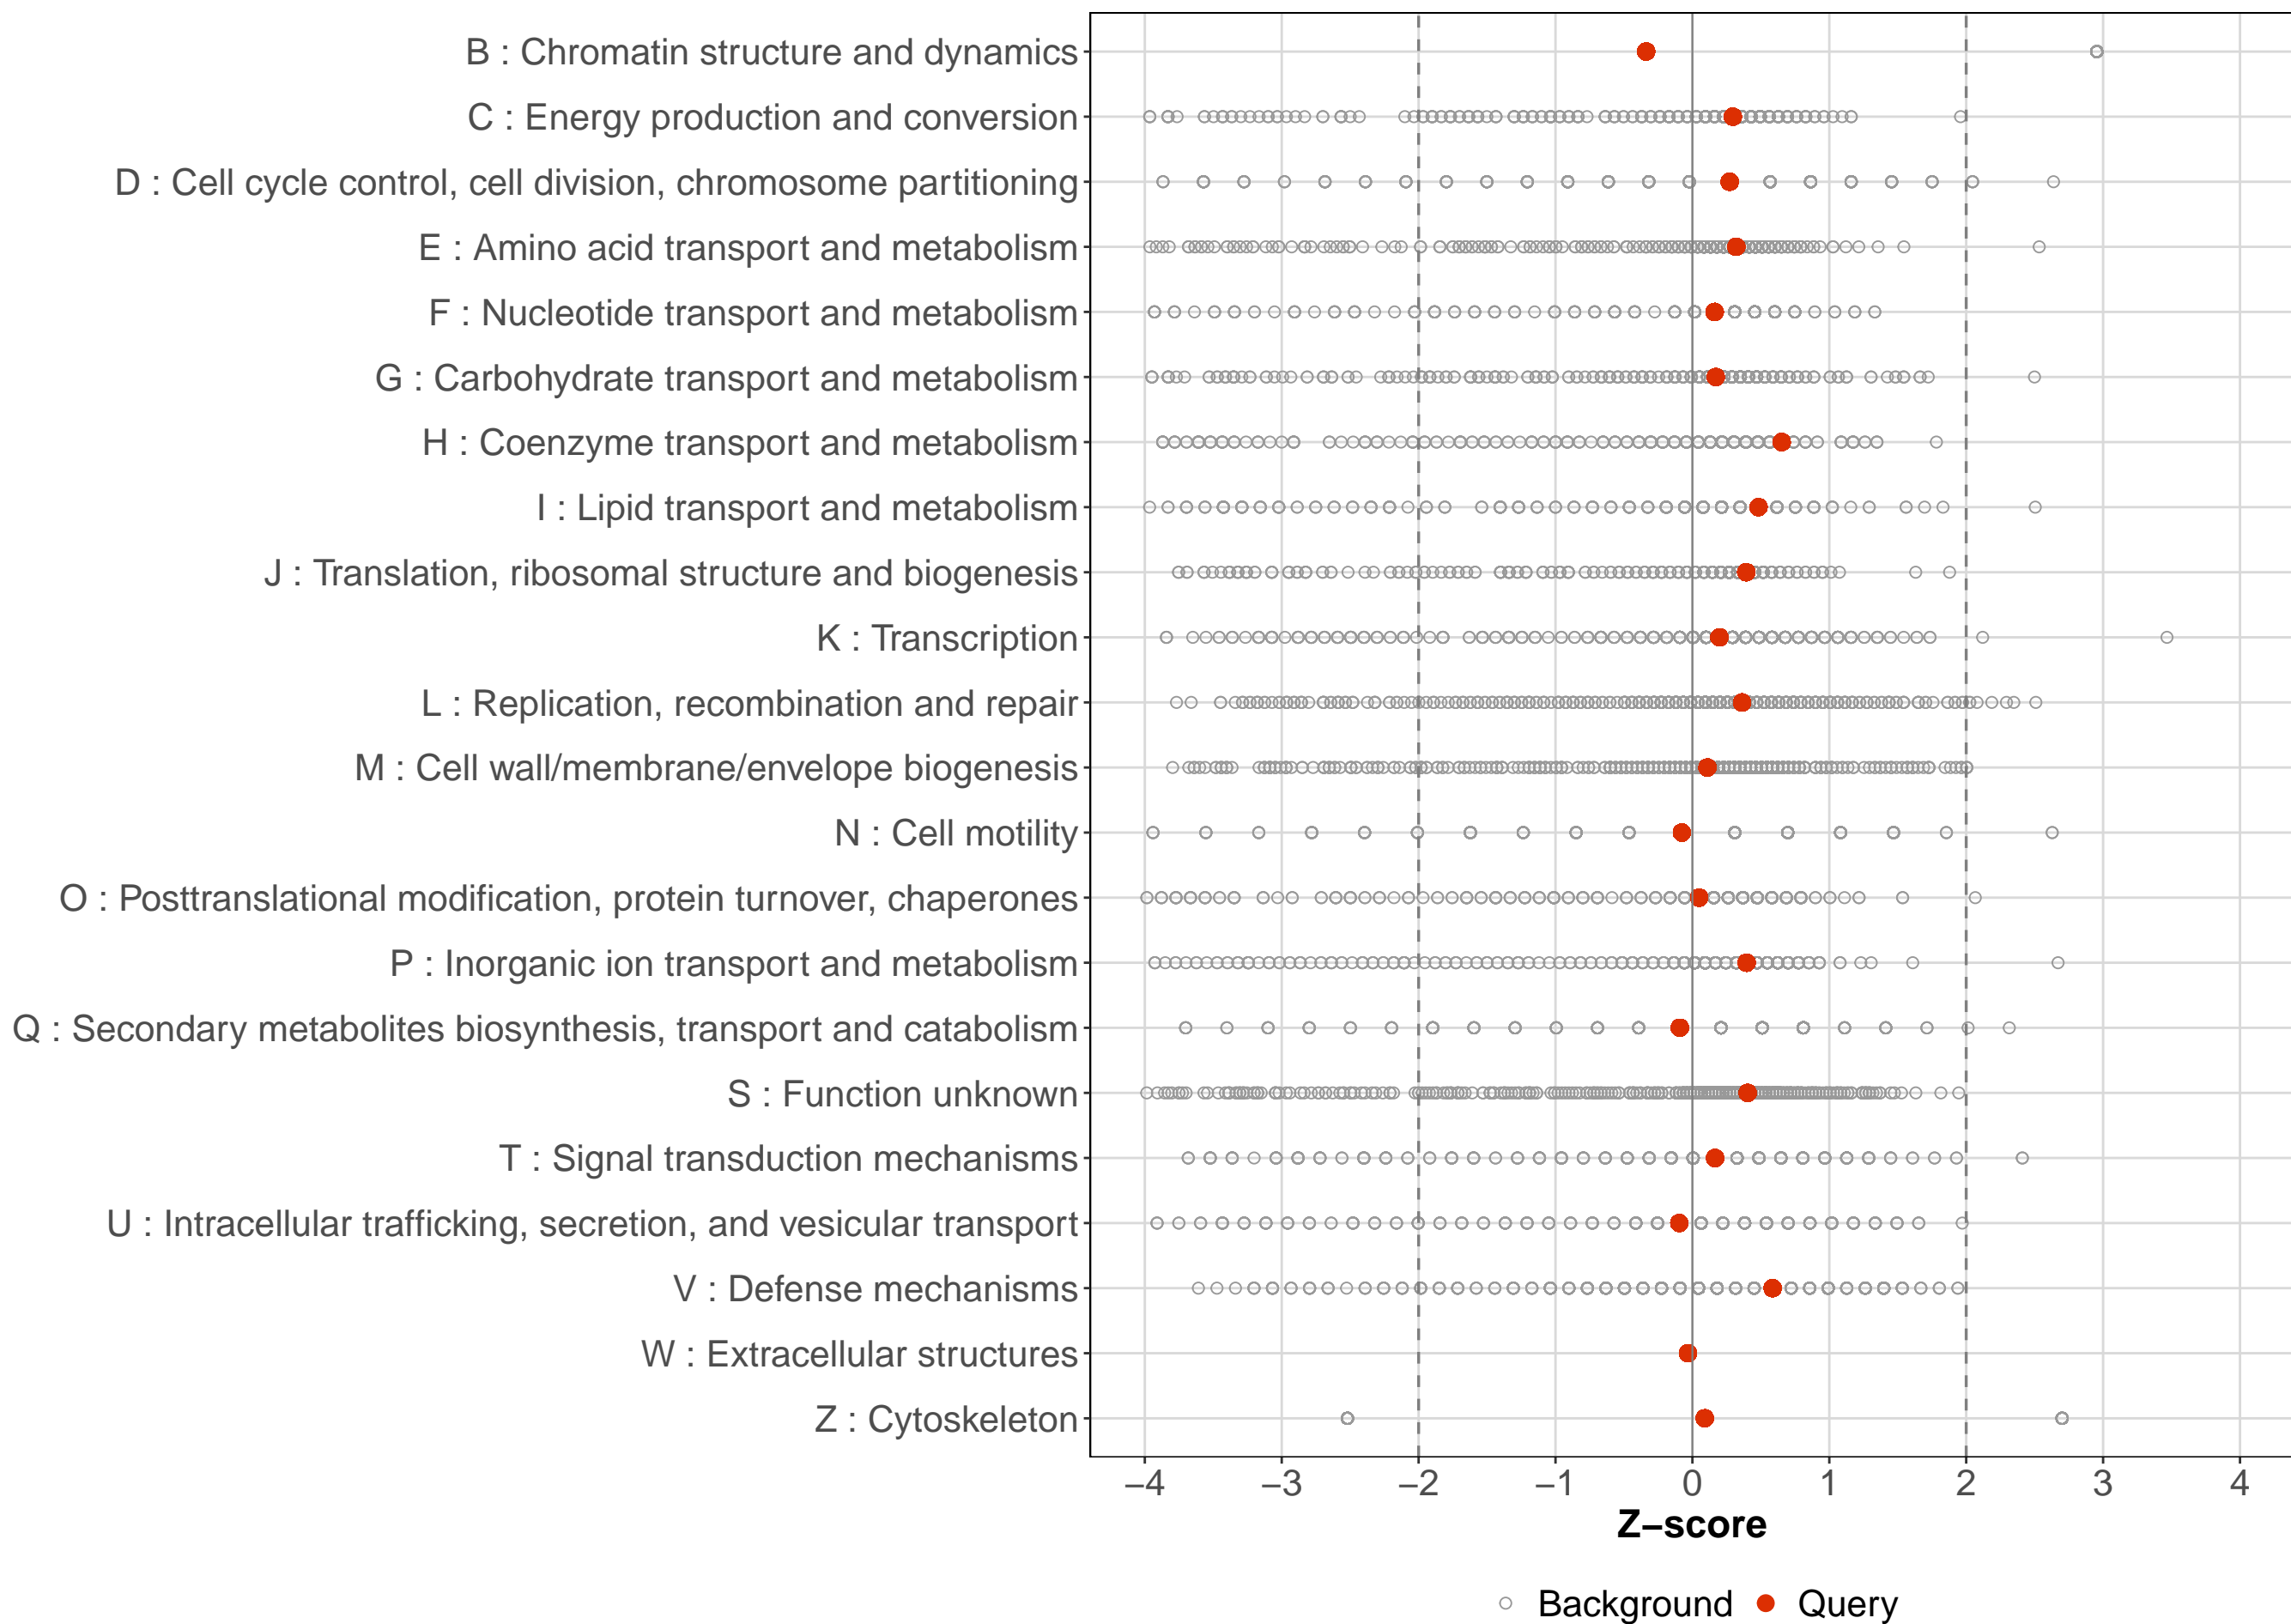 B : Chromatin structure and dynamics
C : Energy production and conversion
D : Cell cycle control, cell division, chromosome partitioning
E : Amino acid transport and metabolism
F : Nucleotide transport and metabolism
G : Carbohydrate transport and metabolism
H : Coenzyme transport and metabolism
I : Lipid transport and metabolism
J : Translation, ribosomal structure and biogenesis
K : Transcription
L : Replication, recombination and repair
M : Cell wall/membrane/envelope biogenesis
N : Cell motility
O : Posttranslational modification, protein turnover, chaperones
P : Inorganic ion transport and metabolism
Q : Secondary metabolites biosynthesis, transport and catabolism
S : Function unknown
T : Signal transduction mechanisms
U : Intracellular trafficking, secretion, and vesicular transport
V : Defense mechanisms
W : Extracellular structures
Z : Cytoskeleton
−4 −3 −2 −1 0 1 2 3 4
Z−score
Background Query